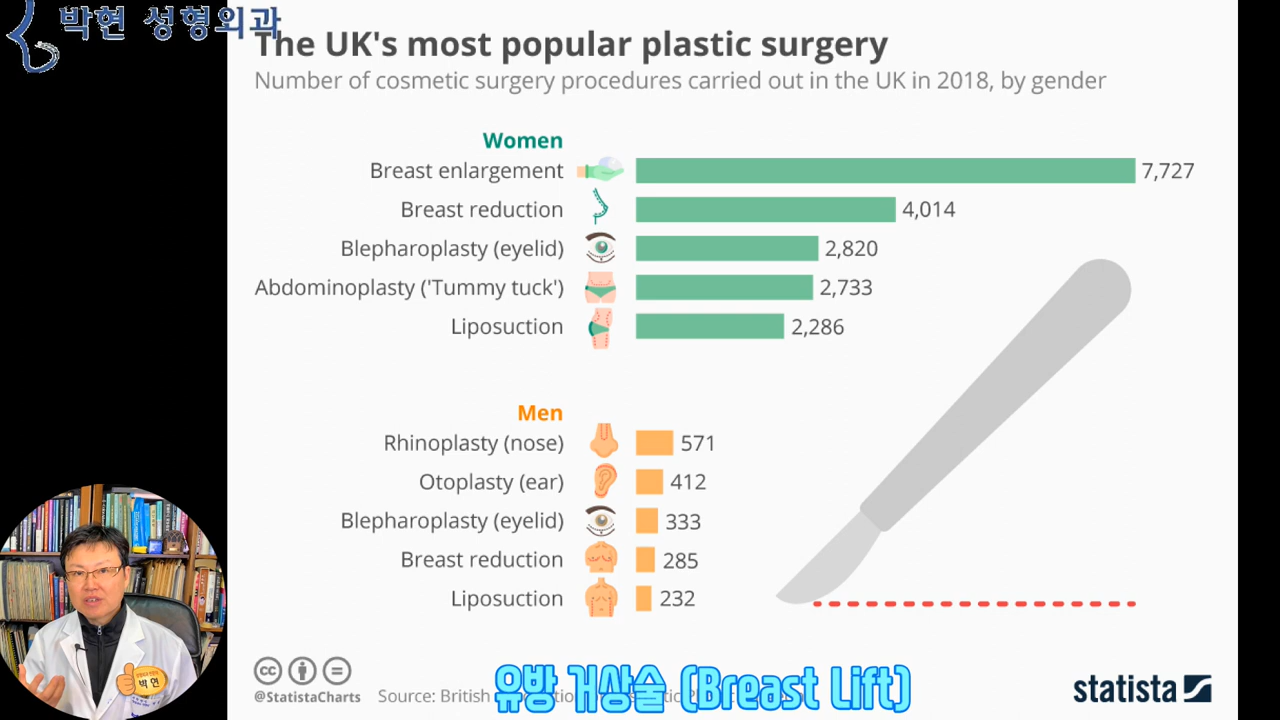 박현 성형외과
The UK's most popular plastic surgery
Number of cosmetic surgery procedures carried out in the UK in 2018, by gender
Women
Breast enlargement 7,727
Breast reduction 4,014
Blepharoplasty (eyelid) 2,820
Abdominoplasty ('Tummy tuck') 2,733
Liposuction 2,286
Men
Rhinoplasty (nose) 571
Otoplasty (ear) 412
Blepharoplasty (eyelid) 333
Breast reduction 285
Liposuction 232
박 현
cc
@StatistaCharts Source: British
유방 거상술 (Breast Lift)
statista